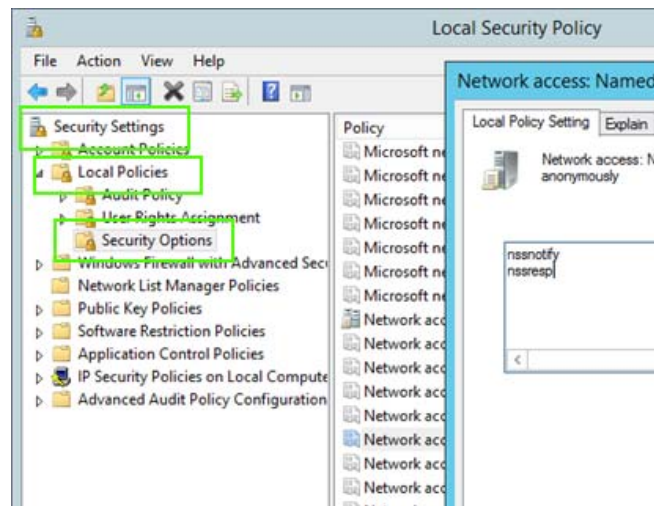 Local Security Policy
File Action View Help
Security Settings
Account Policies
Local Policies
Audit Policy
User Rights Assignment
Security Options
Windows Firewall with Advanced Secu
Network List Manager Policies
Public Key Policies
Software Restriction Policies
Application Control Policies
IP Security Policies on Local Compute
Advanced Audit Policy Configuration
Policy
Microsoft ne
Microsoft ne
Microsoft ne
Microsoft ne
Microsoft ne
Microsoft ne
Microsoft ne
Network acc
Network acc
Network acc
Network acc
Network acc
Network acc
Network acc
Network acc
Network access: Named
Local Policy Setting Explain
Network access: N
anonymously
nssnotify
nssresp